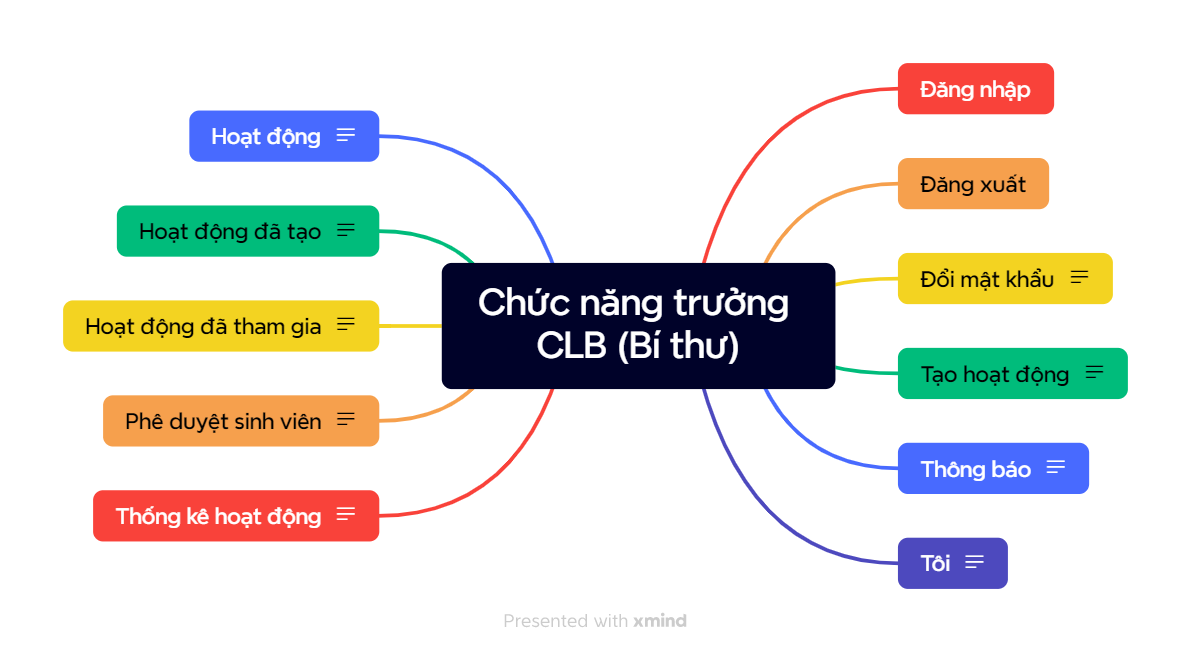 Chức năng trưởng
CLB (Bí thư)
Đăng nhập
Đăng xuất
Đổi mật khẩu
Tạo hoạt động
Thông báo
Tôi
Hoạt động
Hoạt động đã tạo
Hoạt động đã tham gia
Phê duyệt sinh viên
Thống kê hoạt động
Presented with xmind